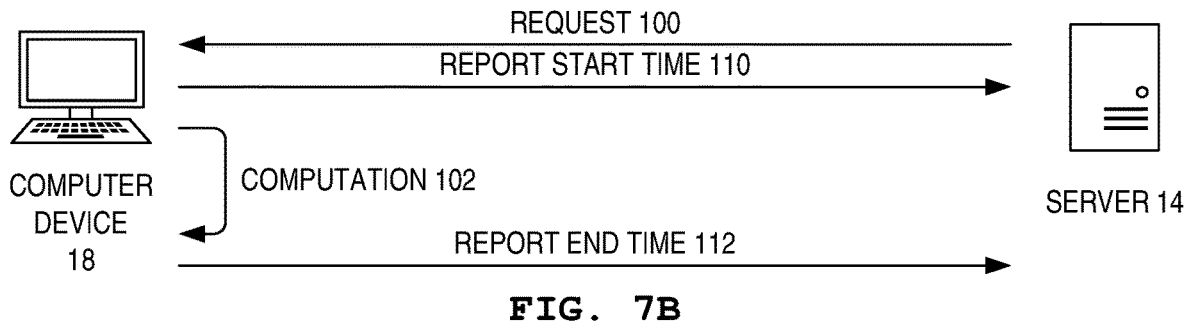 REQUEST 100
REPORT START TIME 110
COMPUTATION 102
COMPUTER
DEVICE
18
SERVER 14
REPORT END TIME 112
FIG. 7B